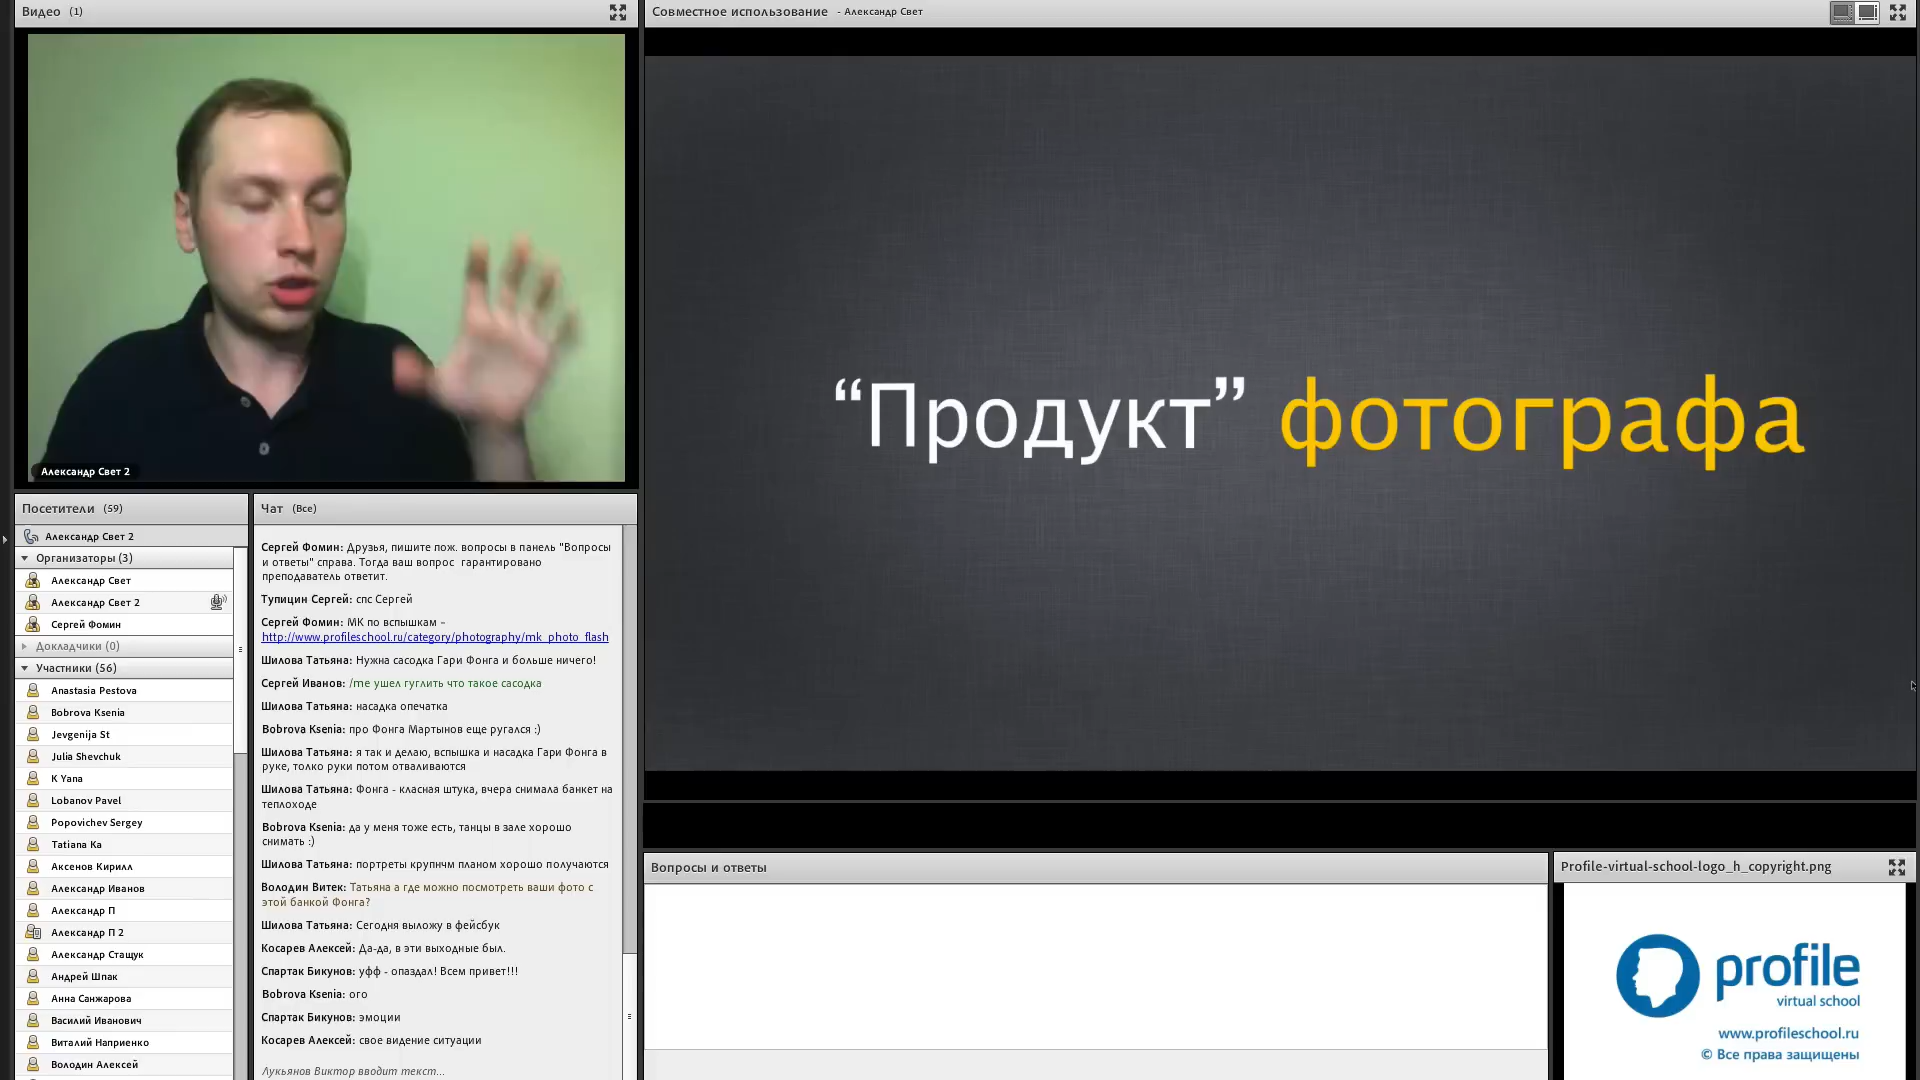 Видео (1)
Александр Свет 2
Посетители (59)
Александр Свет 2
Организаторы (3)
Александр Свет
Александр Свет 2
Сергей Фомин
Докладчики (0)
Участники (56)
Anastasia Pestova
Bobrova Ksenia
Jevgenija St
Julia Shevchuk
K Yana
Lobanov Pavel
Popovichev Sergey
Tatiana Ka
Аксенов Кирилл
Александр Иванов
Александр П
Александр П 2
Александр Стащук
Андрей Шпак
Анна Санжарова
Василий Иванович
Виталий Наприенко
Володин Алексей
Чат (Все)
Сергей Фомин: Друзья, пишите пож. вопросы в панель "Вопросы
и ответы" справа. Тогда ваш вопрос гарантировано
преподаватель ответит.
Тупицин Сергей: спс Сергей
Сергей Фомин: МК по вспышкам –
http://www.profileschool.ru/category/photography/mk_photo_flash
Шилова Татьяна: Нужна сасодка Гари Фонга и больше ничего!
Сергей Иванов: /me ушел гуглить что такое сасодка
Шилова Татьяна: насадка опечатка
Bobrova Ksenia: про Фонга Мартынов еще ругался :)
Шилова Татьяна: я так и делаю, вспышка и насадка Гари Фонга в
руке, толко руки потом отваливаются
Шилова Татьяна: Фонга - класная штука, вчера снимала банкет на
теплоходе
Bobrova Ksenia: да у меня тоже есть, танцы в зале хорошо
снимать :)
Шилова Татьяна: портреты крупнчм планом хорошо получаются
Володин Витек: Татьяна а где можно посмотреть ваши фото с
этой банкой Фонга?
Шилова Татьяна: Сегодня выложу в фейсбук
Косарев Алексей: Да-да, в эти выходные был.
Спартак Бикунов: уфф - опаздал! Всем привет!!!
Bobrova Ksenia: ого
Спартак Бикунов: эмоции
Косарев Алексей: свое видение ситуации
Лукьянов Виктор вводит текст...
Совместное использование - Александр Свет
“Продукт” фотографа
Вопросы и ответы
Profile-virtual-school-logo_h_copyright.png
profile
virtual school
www.profileschool.ru
© Все права защищены